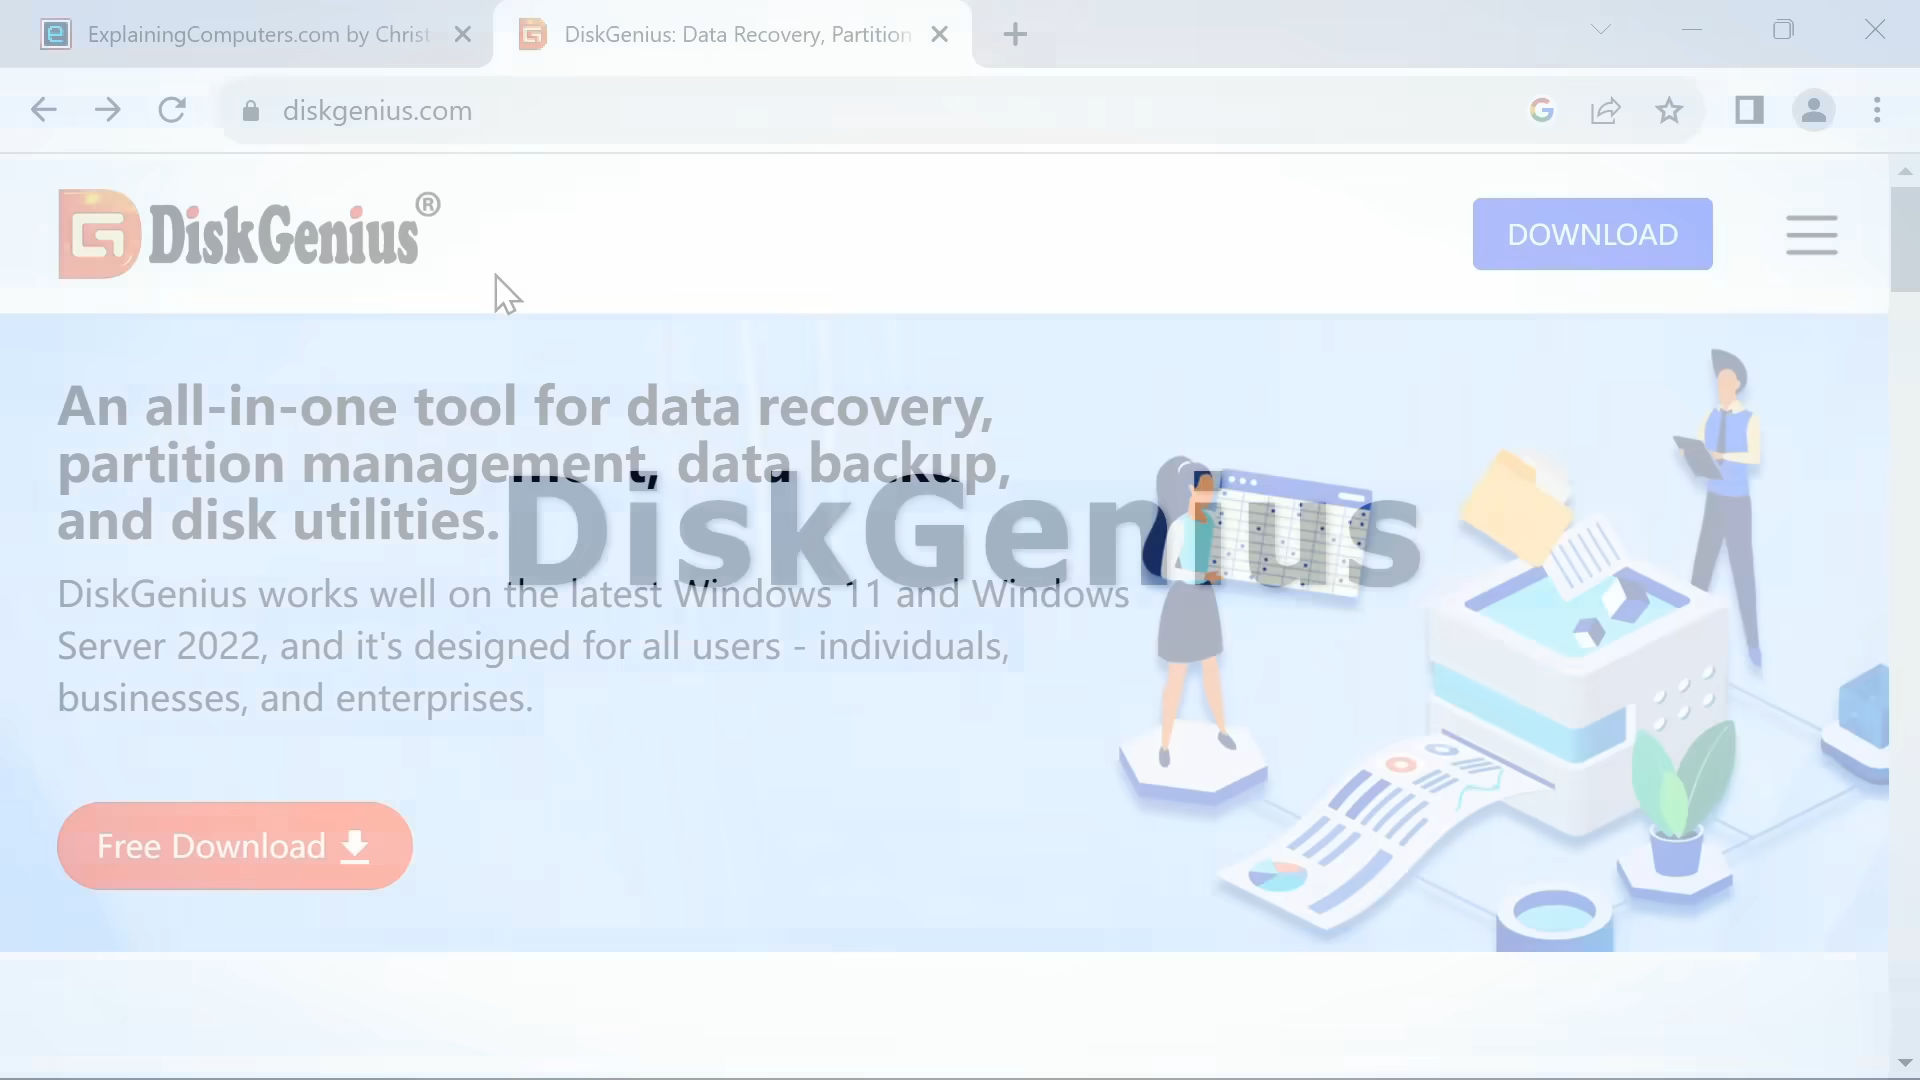 ExplainingComputers.com by Christ
DiskGenius: Data Recovery, Partition
diskgenius.com
DiskGenius®
DOWNLOAD
An all-in-one tool for data recovery,
partition management, data backup,
and disk utilities.
DiskGenius
DiskGenius works well on the latest Windows 11 and Windows
Server 2022, and it's designed for all users - individuals,
businesses, and enterprises.
Free Download